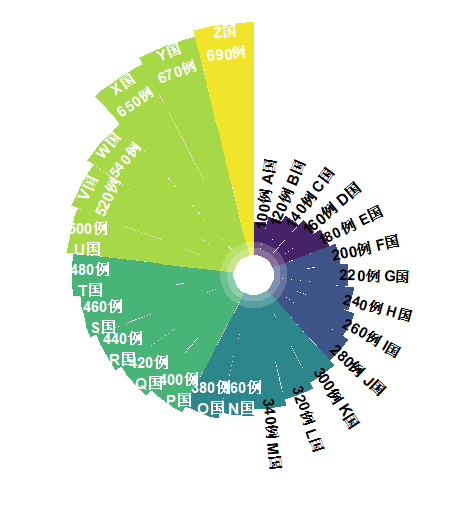 100例 A国
120例 B国
140例 C国
160例 D国
180例 E国
200例 F国
220例 G国
240例 H国
260例 I国
280例 J国
300例 K国
320例 L国
340例 M国
360例
N国
380例
O国
400例
P国
420例
Q国
440例
R国
460例
S国
480例
T国
500例
U国
V国
520例
W国
540例
X国
650例
Y国
670例
Z国
690例